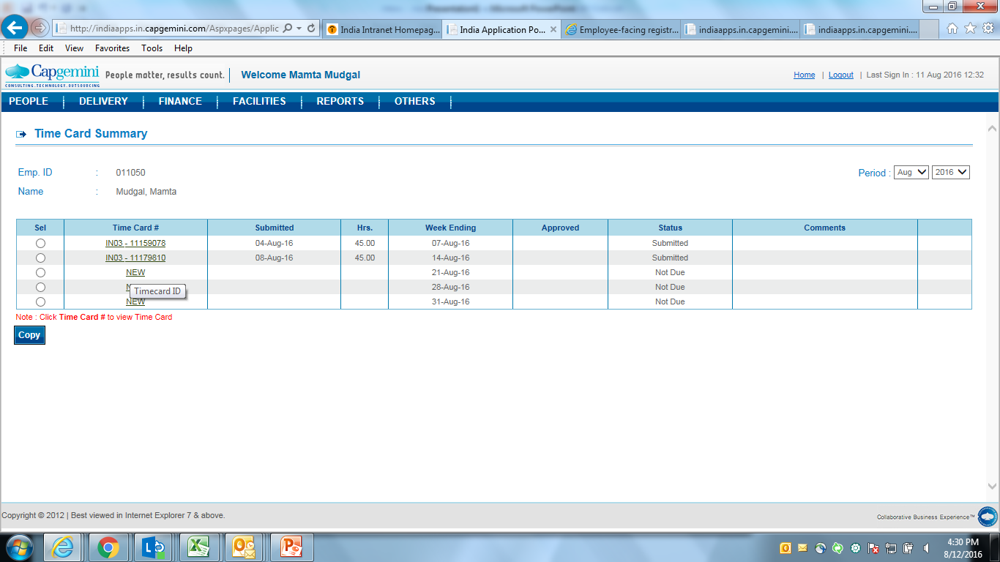 http://indiaapps.in.capgemini.com/Aspxpages/Applic
India Intranet Homepag...
India Application Po...
Employee-facing registr...
indiaapps.in.capgemini....
indiaapps.in.capgemini....
File Edit View Favorites Tools Help
Capgemini
CONSULTING.TECHNOLOGY.OUTSOURCING
People matter, results count.
Welcome Mamta Mudgal
Home | Logout | Last Sign In : 11 Aug 2016 12:32
PEOPLE DELIVERY FINANCE FACILITIES REPORTS OTHERS
Time Card Summary
Emp. ID : 011050
Period : Aug 2016
Name : Mudgal, Mamta
Sel Time Card # Submitted Hrs. Week Ending Approved Status Comments
IN03 - 11159078 04-Aug-16 45.00 07-Aug-16 Submitted
IN03 - 11179810 08-Aug-16 45.00 14-Aug-16 Submitted
NEW 21-Aug-16 Not Due
28-Aug-16 Not Due
Timecard ID
NEW 31-Aug-16 Not Due
Note : Click Time Card # to view Time Card
Copy
Copyright © 2012 | Best viewed in Internet Explorer 7 & above.
Collaborative Business Experience™
4:30 PM
8/12/2016